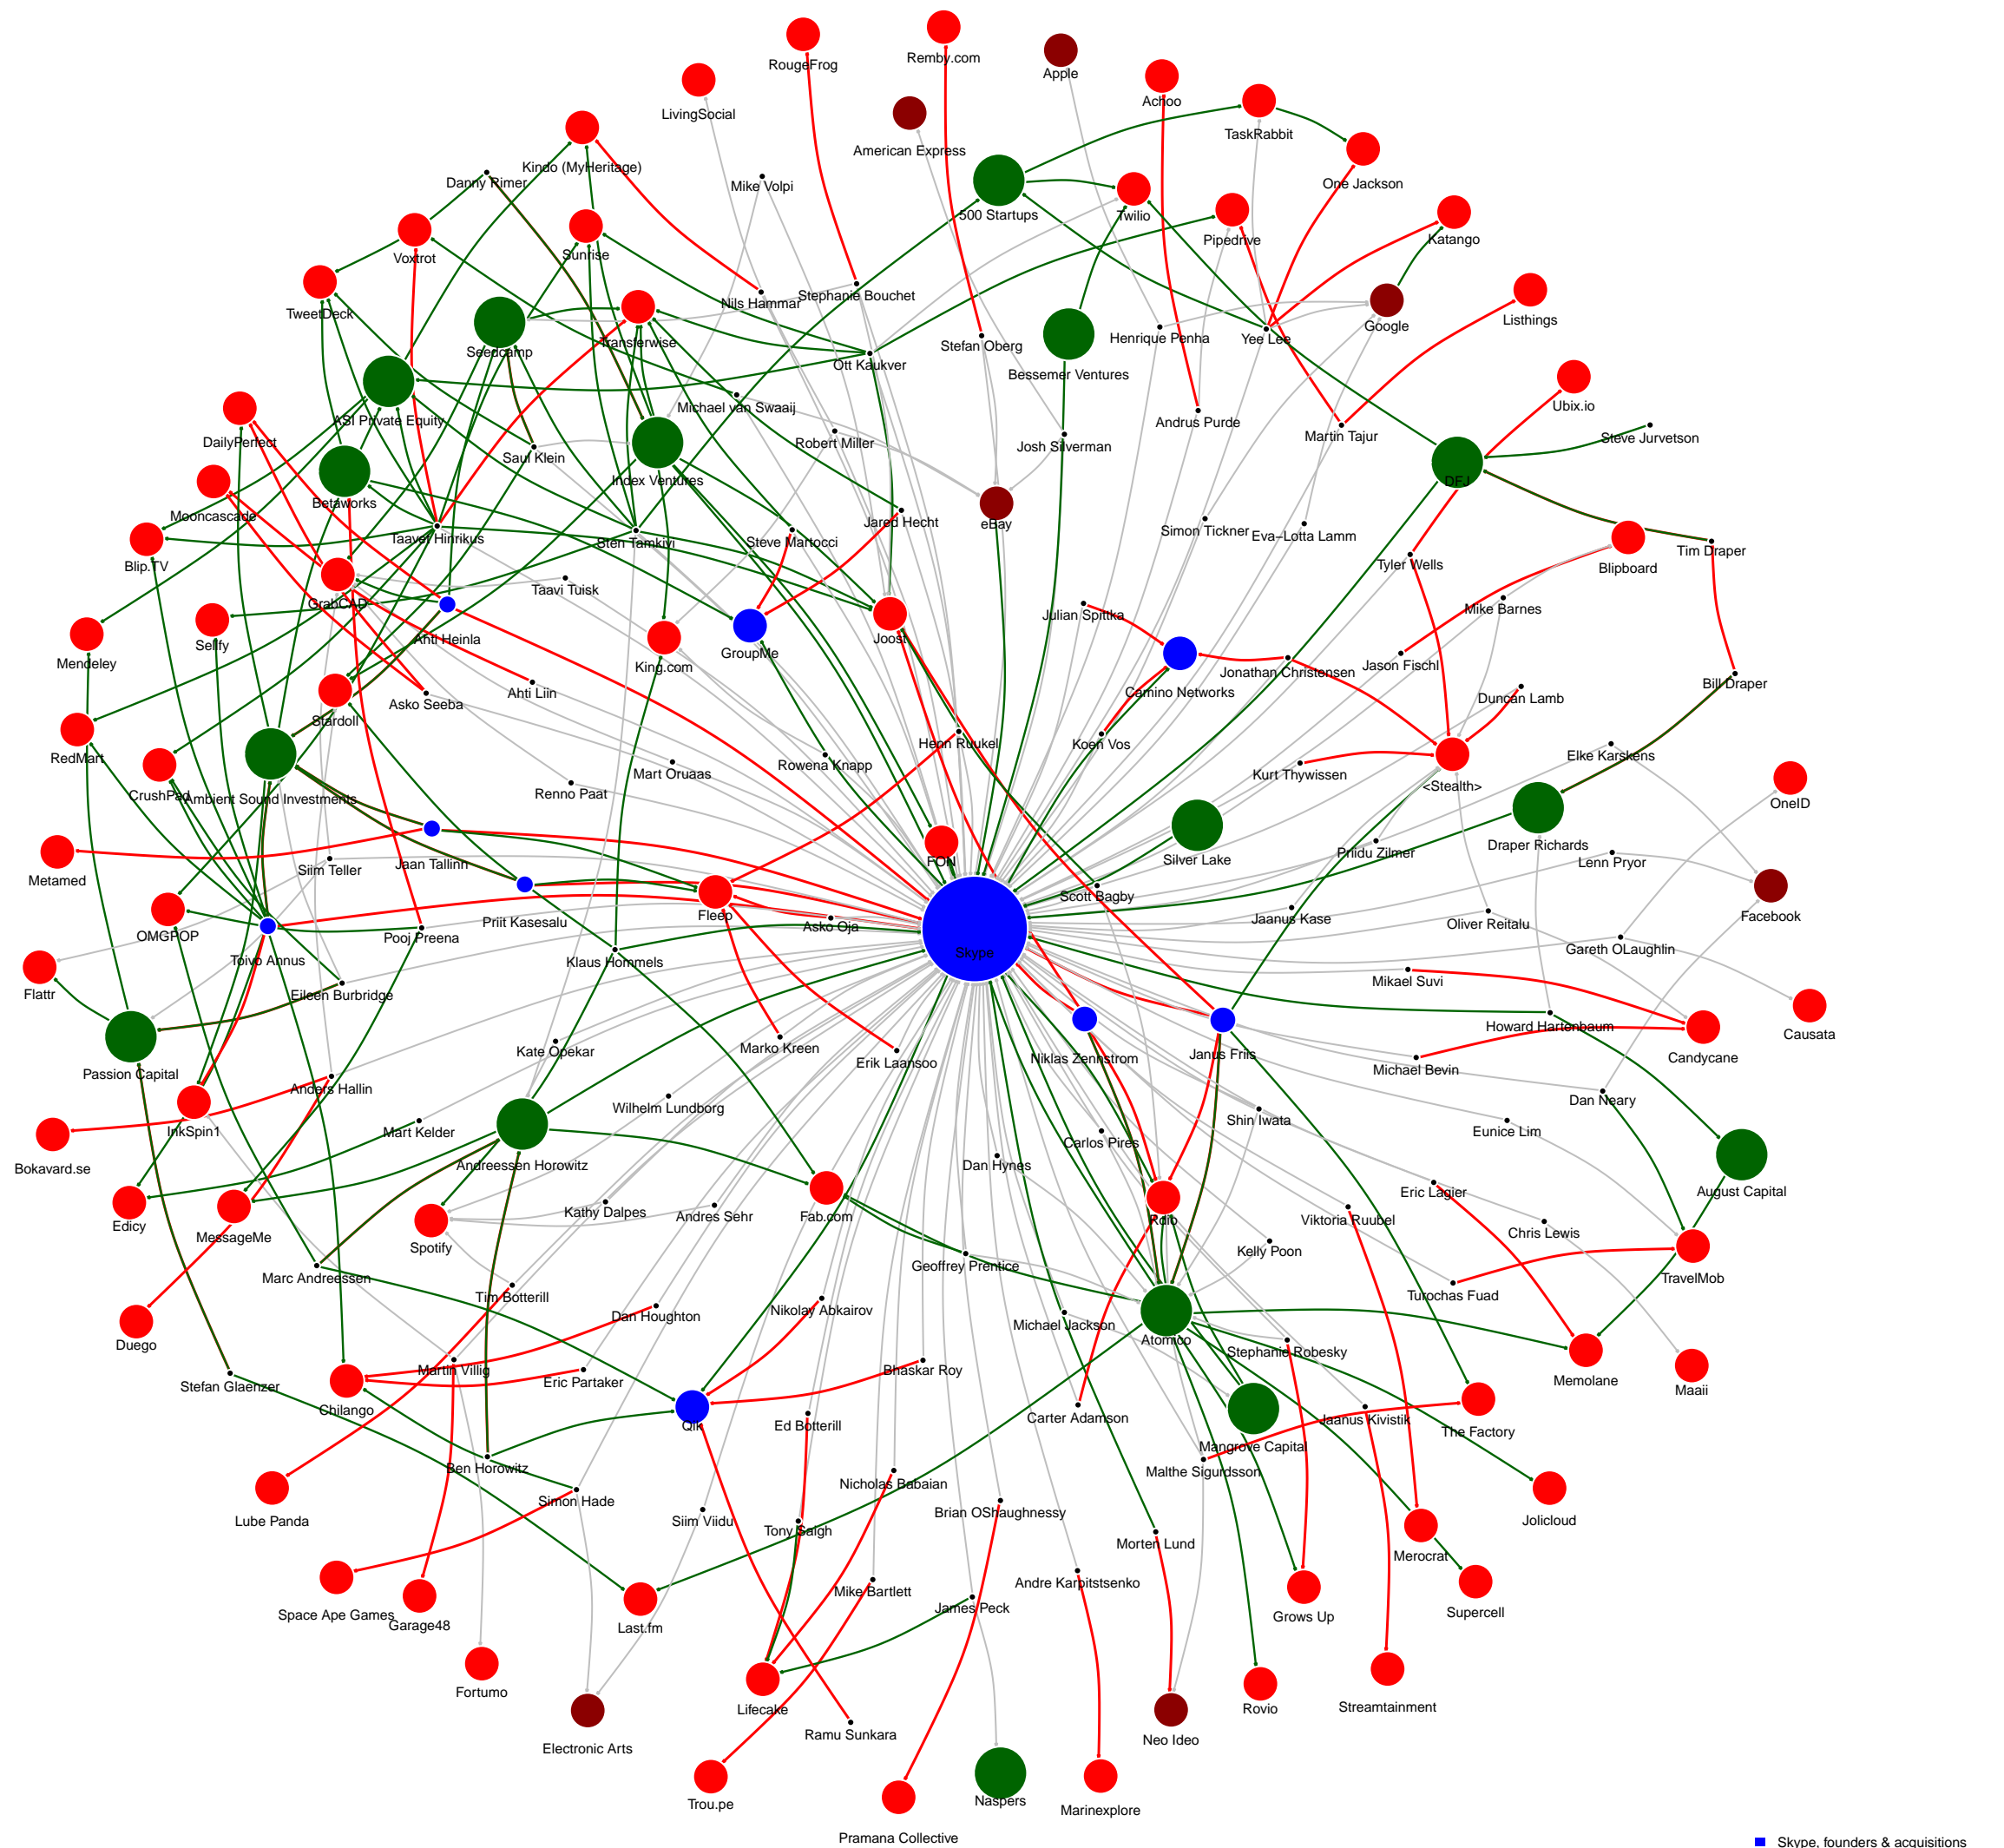 RougeFrog
Remby.com
Apple
LivingSocial
Achoo
TaskRabbit
American Express
Kindo (MyHeritage)
Danny Rimer
Mike Volpi
One Jackson
500 Startups
Twilio
Pipedrive
Katango
Voxtrot
Sunrise
TweetDeck
Nils Hammar
Stephanie Bouchet
Seedcamp
Transferwise
Ott Kaukver
Stefan Oberg
Henrique Penha
Yee Lee
Google
Listhings
Bessemer Ventures
ASI Private Equity
Michael van Swaaij
Ubix.io
DailyPerfect
Saul Klein
Robert Miller
Josh Silverman
Andrus Purde
Martin Tajur
Steve Jurvetson
Index Ventures
DFJ
Betaworks
Mooncascade
Jared Hecht
eBay
Taavet Hinrikus
Sten Tamkivi
Steve Martocci
Simon Tickner
Eva-Lotta Lamm
Tim Draper
Blip.TV
Tyler Wells
Blipboard
Taavi Tuisk
GrabCAD
Mike Barnes
Julian Spittka
Ahti Heinla
Sellfy
Joost
GroupMe
King.com
Mendeley
Jonathan Christensen
Jason Fischl
Bill Draper
Camino Networks
Ahti Liin
Asko Seeba
Duncan Lamb
Stardoll
Henn Ruukel
Koen Vos
RedMart
Elke Karskens
Rowena Knapp
Mart Oruaas
Kurt Thywissen
<Stealth>
Renno Paat
CrushPad
Ambient Sound Investments
OneID
Draper Richards
Silver Lake
Priidu Zilmer
Lenn Pryor
FON
Jaan Tallinn
Siim Teller
Metamed
Scott Bagby
Fleep
Facebook
Priit Kasesalu
Asko Oja
Jaanus Kase
Oliver Reitalu
OMGPOP
Pooj Preena
Gareth OLaughlin
Skype
Toivo Annus
Klaus Hommels
Mikael Suvi
Flattr
Eileen Burbridge
Causata
Howard Hartenbaum
Candycane
Kate Opekar
Marko Kreen
Erik Laansoo
Niklas Zennstrom
Janus Friis
Passion Capital
Michael Bevin
Anders Hallin
Dan Neary
Wilhelm Lundborg
Shin Iwata
InkSpin1
Mart Kelder
Eunice Lim
Carlos Pires
Bokavard.se
Andreessen Horowitz
Dan Hynes
August Capital
Eric Lagier
Kathy Dalpes
Andres Sehr
Fab.com
Rdio
Viktoria Ruubel
Edicy
MessageMe
Spotify
Chris Lewis
Kelly Poon
Geoffrey Prentice
Marc Andreessen
TravelMob
Tim Botterill
Turochas Fuad
Dan Houghton
Nikolay Abkairov
Michael Jackson
Atomco
Duego
Stephanie Robesky
Martin Villig
Bhaskar Roy
Stefan Glaenzer
Eric Partaker
Memolane
Maaii
Chilango
Qik
Ed Botterill
Carter Adamson
Jaanus Kivistik
The Factory
Mangrove Capital
Ben Horowitz
Malthe Sigurdsson
Nicholas Babaian
Simon Hade
Brian OShaughnessy
Lube Panda
Siim Viidu
Tony Saigh
Jolicloud
Morten Lund
Merocrat
Andre Karpitstsenko
Mike Bartlett
James Peck
Space Ape Games
Garage48
Last.fm
Grows Up
Supercell
Fortumo
Lifecake
Rovio
Streamtainment
Ramu Sunkara
Neo Ideo
Electronic Arts
Trou.pe
Naspers
Marinexplore
Pramana Collective
Skype, founders & acquisitions